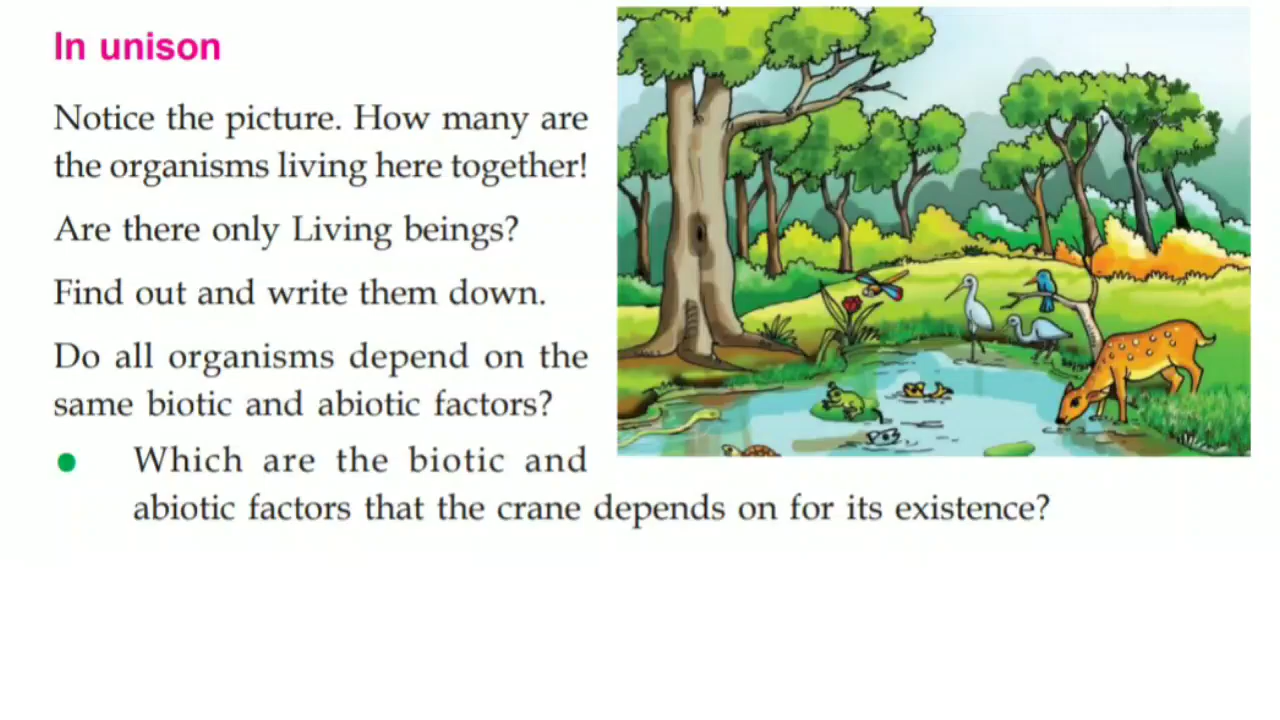 In unison
Notice the picture. How many are
the organisms living here together!
Are there only Living beings?
Find out and write them down.
Do all organisms depend on the
same biotic and abiotic factors?
● Which are the biotic and
abiotic factors that the crane depends on for its existence?